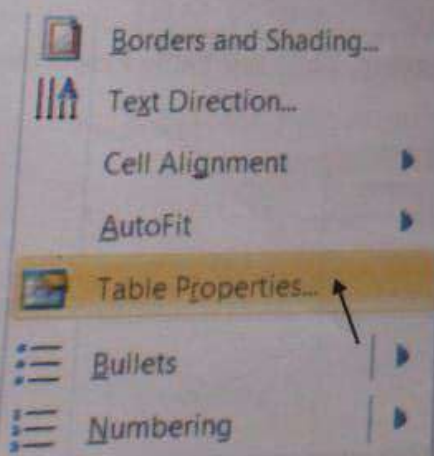 Borders and Shading...
Text Direction...
Cell Alignment
AutoFit
Table Properties...
Bullets
Numbering